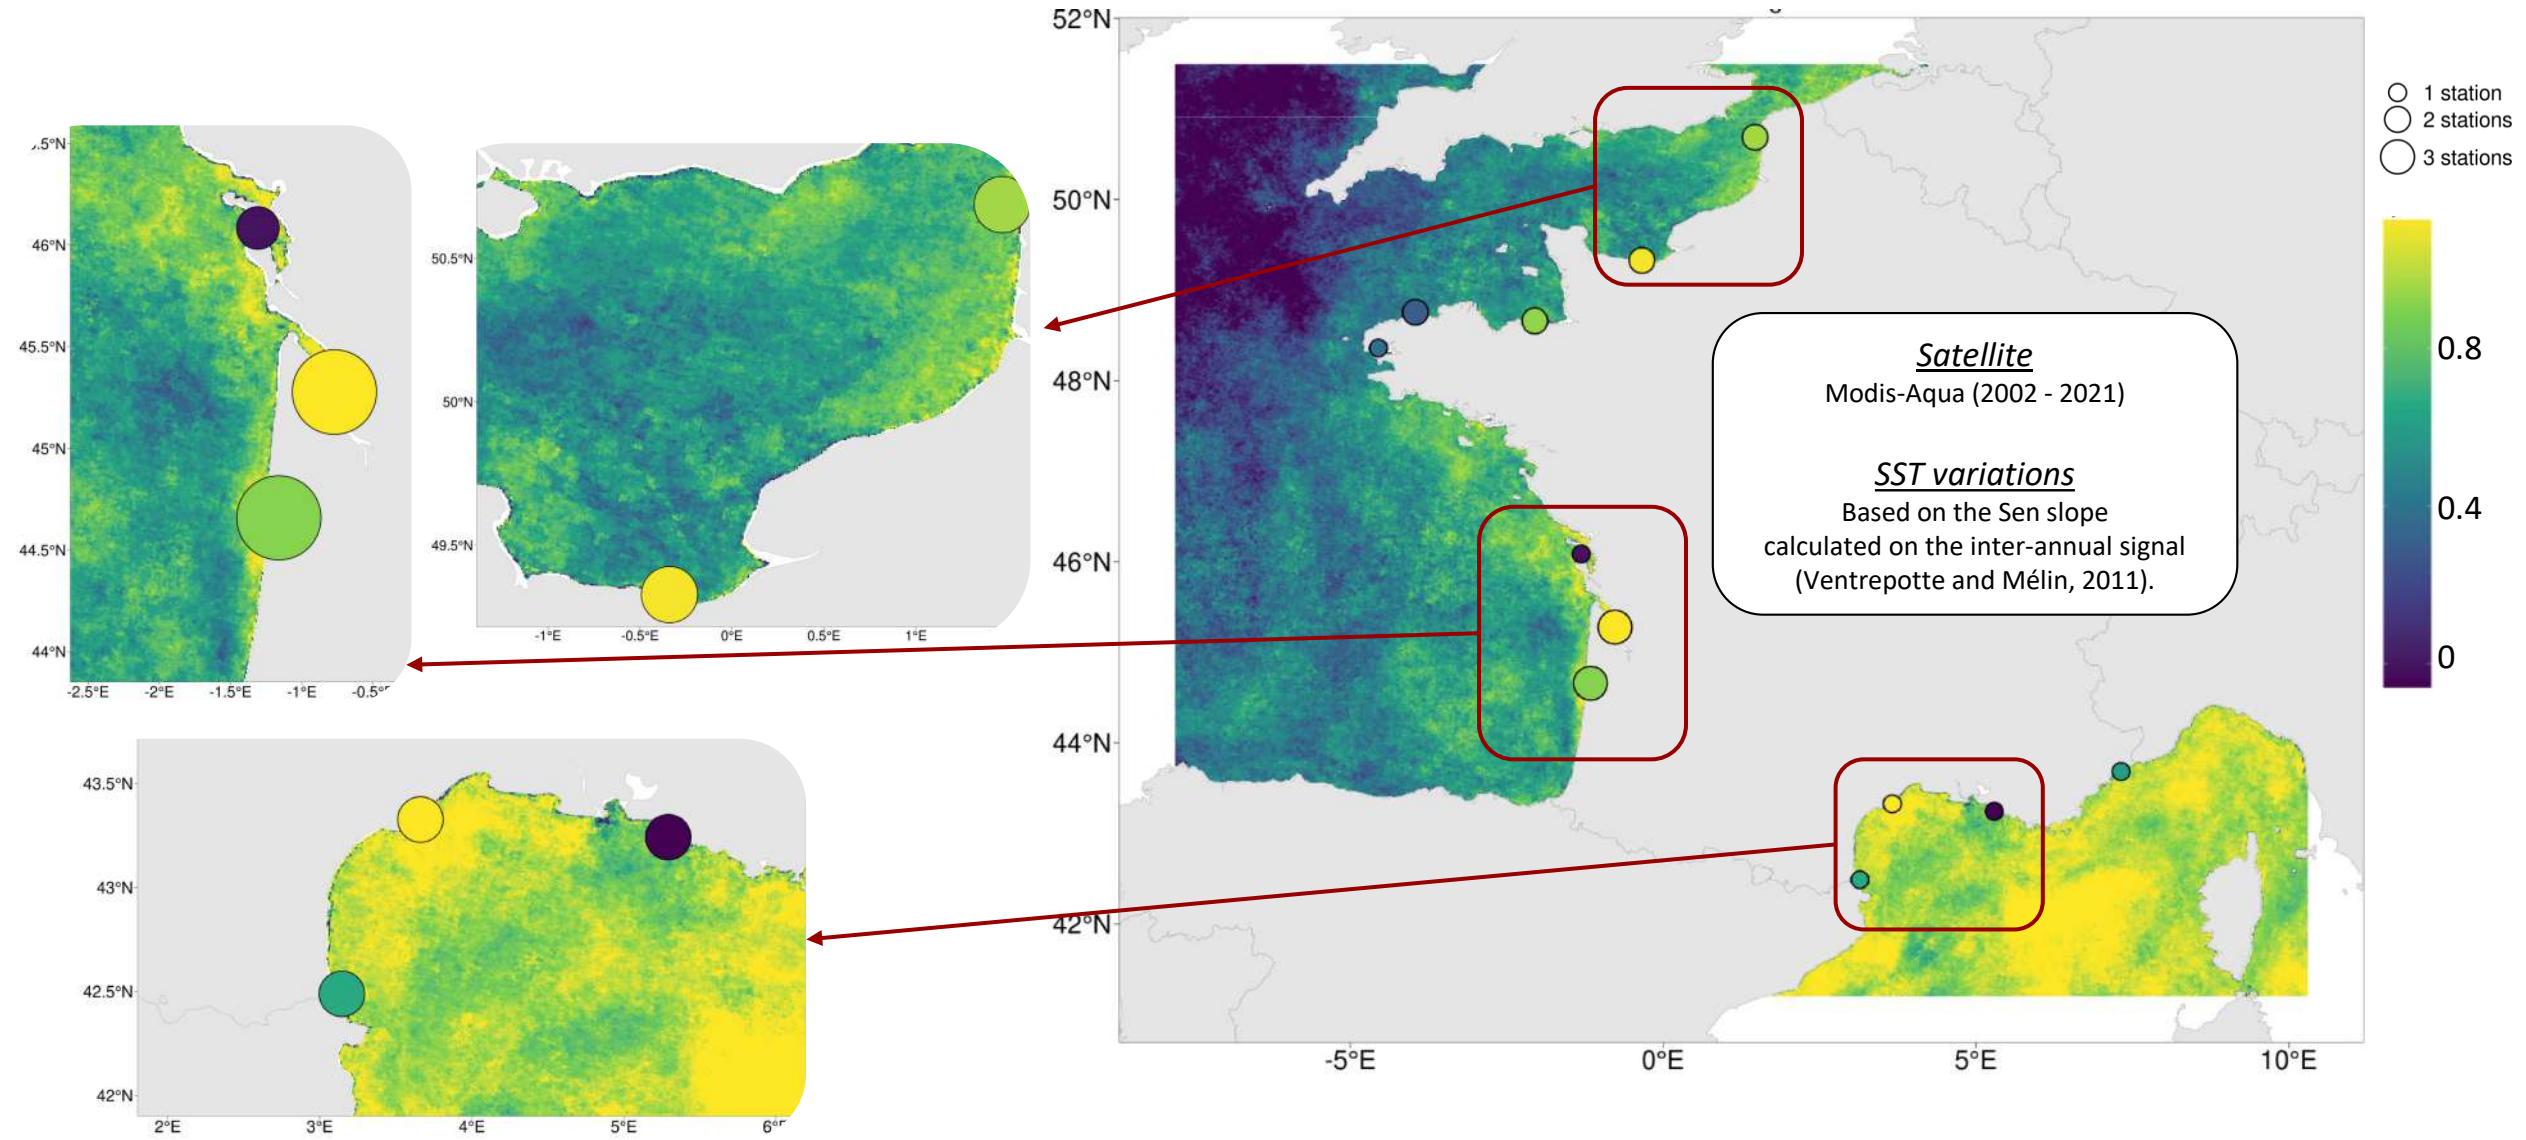 52°N
50°N
48°N
46°N
44°N
42°N
-5°E
0°E
5°E
10°E
1 station
2 stations
3 stations
0.8
0.4
0
Satellite
Modis-Aqua (2002 - 2021)
SST variations
Based on the Sen slope
calculated on the inter-annual signal
(Ventrepotte and Mélin, 2011).
.5°N
46°N
45.5°N
45°N
44.5°N
44°N
-2.5°E
-2°E
-1.5°E
-1°E
-0.5°
50.5°N
50°N
49.5°N
-1°E
-0.5°E
0°E
0.5°E
1°E
43.5°N
43°N
42.5°N
42°N
2°E
3°E
4°E
5°E
6°